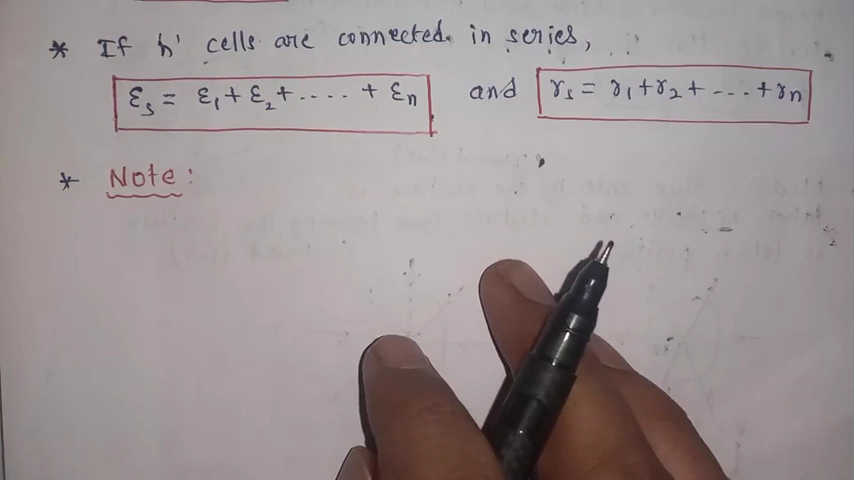 * If 'n' cells are connected in series,
εs = ε1 + ε2 + ..... + εn and rs = r1 + r2 + ... + rn
* Note: